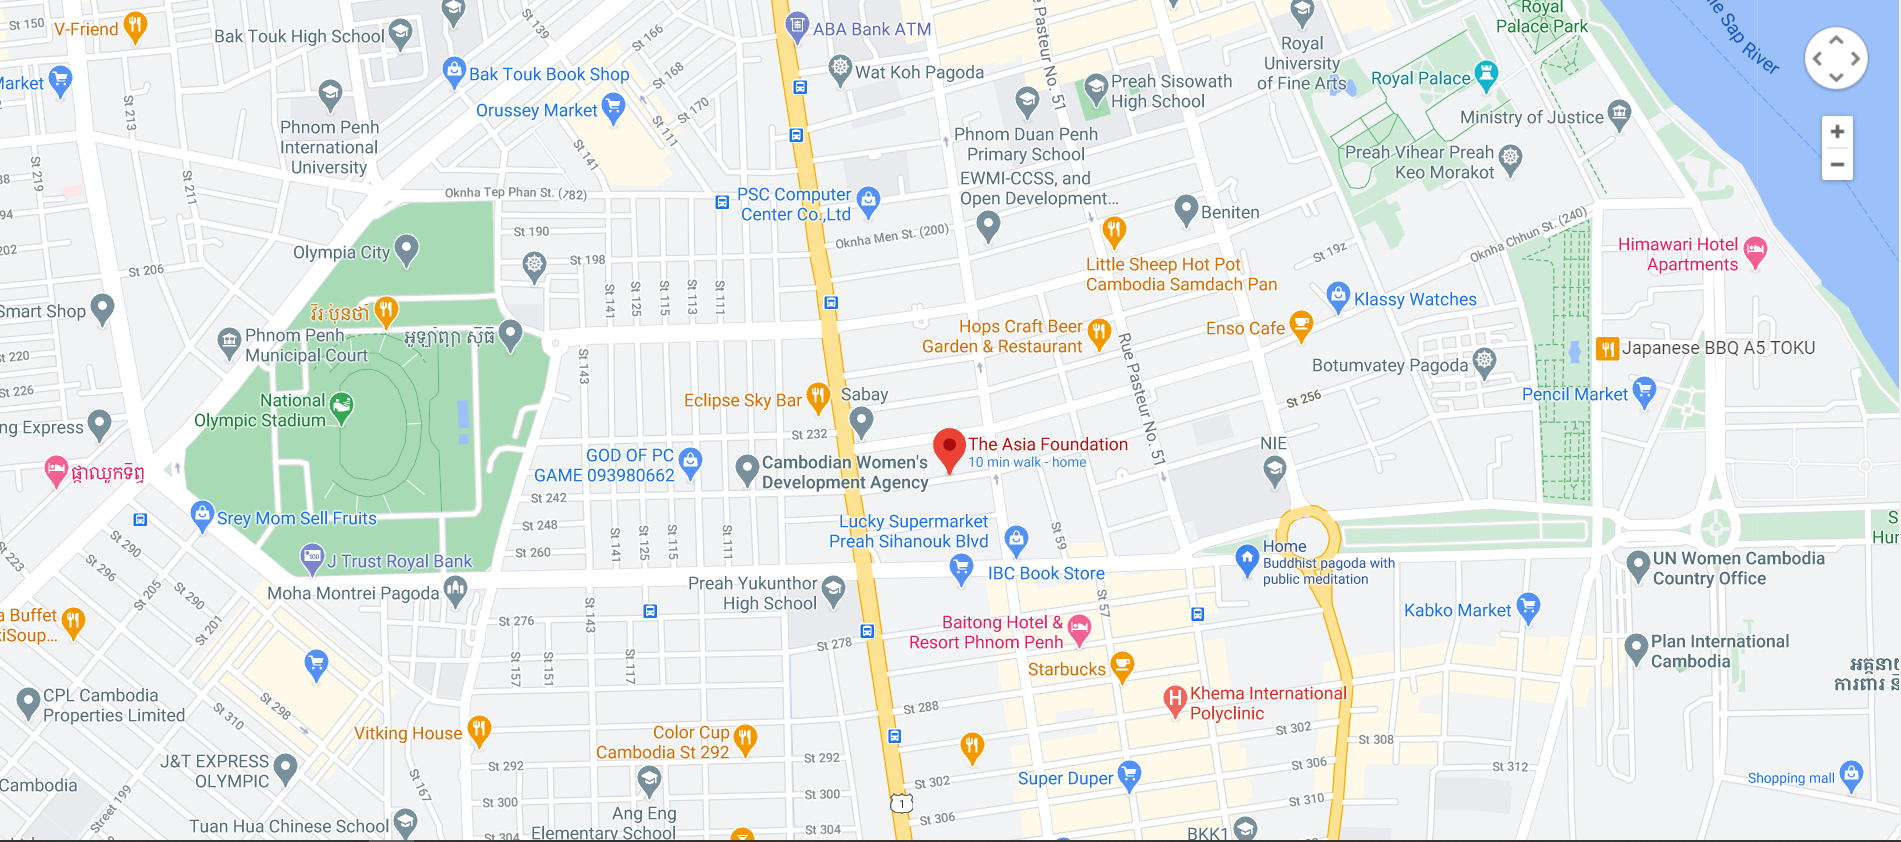 St 150
V-Friend
Bak Touk High School
St 139
St 166
ABA Bank ATM
Rue Pasteur No. 51
Royal
University
of Fine Arts
Royal
Palace Park
Sap River
Market
St 213
Bak Touk Book Shop
St 168
Orussey Market
St 170
St 111
Wat Koh Pagoda
Preah Sisowath
High School
Royal Palace
Ministry of Justice
Phnom Penh
International
University
St 141
Phnom Duan Penh
Primary School
EWMI-CCSS, and
Open Development...
Preah Vihear Preah
Keo Morakot
St 219
St 211
Oknha Tep Phan St. (782)
PSC Computer
Center Co.,Ltd
Beniten
Oknha Men St. (200)
St 190
St 198
St 19z
Oknha Chhun St. (240)
Himawari Hotel
Apartments
Olympia City
St 206
Little Sheep Hot Pot
Cambodia Samdach Pan
Klassy Watches
St 141
St 125
St 115
St 113
St 111
Smart Shop
Phnom Penh
Municipal Court
Hops Craft Beer
Garden & Restaurant
Enso Cafe
Japanese BBQ A5 TOKU
Botumvatey Pagoda
Pencil Market
St 220
St 226
St 143
National
Olympic Stadium
Eclipse Sky Bar
Sabay
St 256
Rue Pasteur No. 51
ng Express
St 232
The Asia Foundation
10 min walk - home
NIE
GOD OF PC
GAME 093980662
Cambodian Women's
Development Agency
St 242
Srey Mom Sell Fruits
St 248
St 260
St 141
St 125
St 115
St 111
Lucky Supermarket
Preah Sihanouk Blvd
St 59
Home
Buddhist pagoda with
public meditation
UN Women Cambodia
Country Office
St 290
St 223
St 296
St 205
St 290
St 201
J Trust Royal Bank
Moha Montrei Pagoda
Preah Yukunthor
High School
IBC Book Store
St 57
Kabko Market
a Buffet
kiSoup...
St 276
St 143
St 278
Baitong Hotel &
Resort Phnom Penh
Starbucks
Plan International
Cambodia
St 157
St 151
St 117
CPL Cambodia
Properties Limited
St 310
St 298
Khema International
Polyclinic
St 288
St 302
St 308
Vitking House
Color Cup
Cambodia St 292
J&T EXPRESS
OLYMPIC
St 292
St 292
St 302
Super Duper
St 306
St 312
Shopping mall
Cambodia
Street 199
St 167
St 300
St 300
1
St 306
St 310
Tuan Hua Chinese School
Ang Eng
Elementary School
St 304
St 304
BKK1